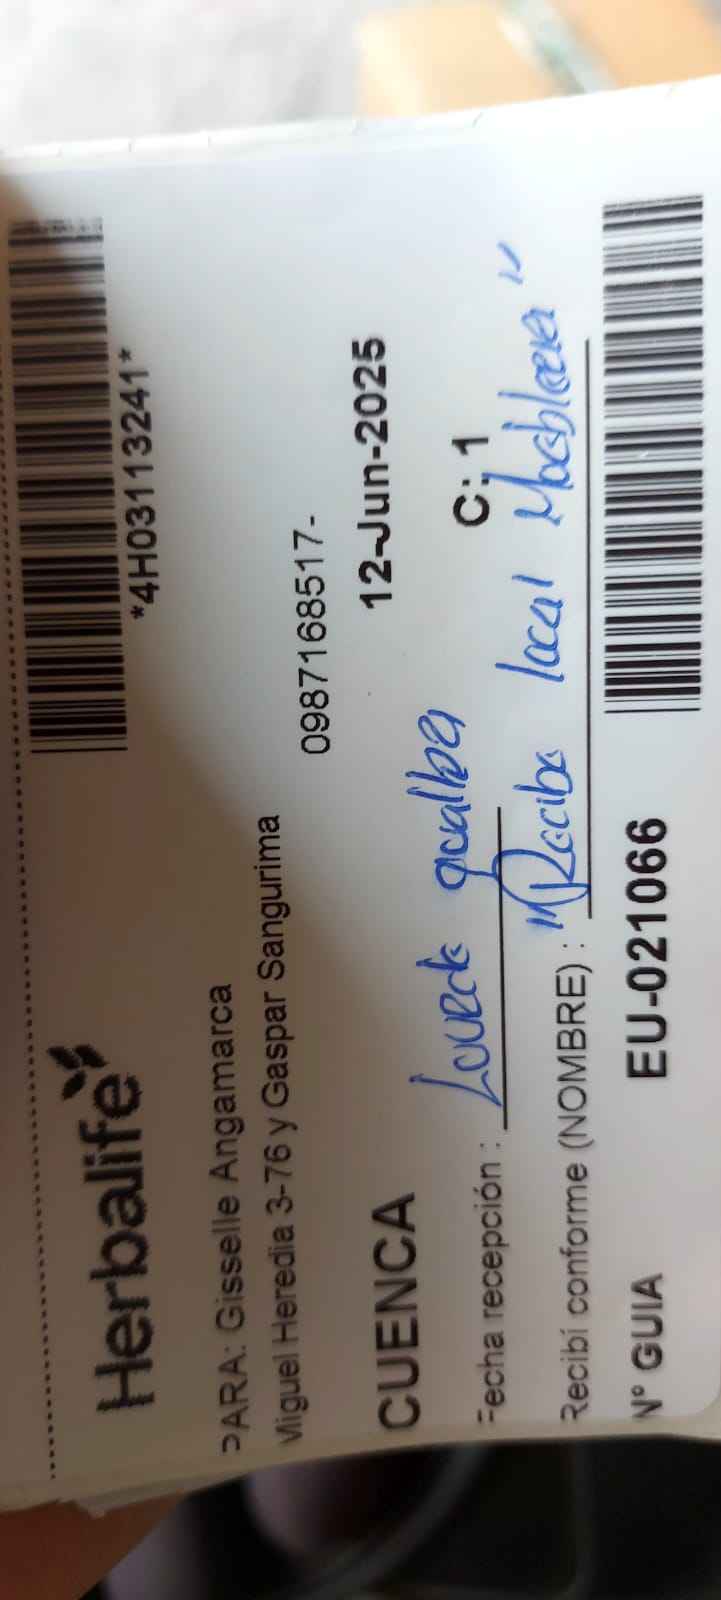 *4H03113241*
Herbalife
PARA: Gisselle Angamarca
Miguel Heredia 3-76 y Gaspar Sangurima
0987168517-
CUENCA 12-Jun-2025
C: 1
Fecha recepción :
Recibí conforme (NOMBRE) : "Recibe local
N° GUIA EU-021066